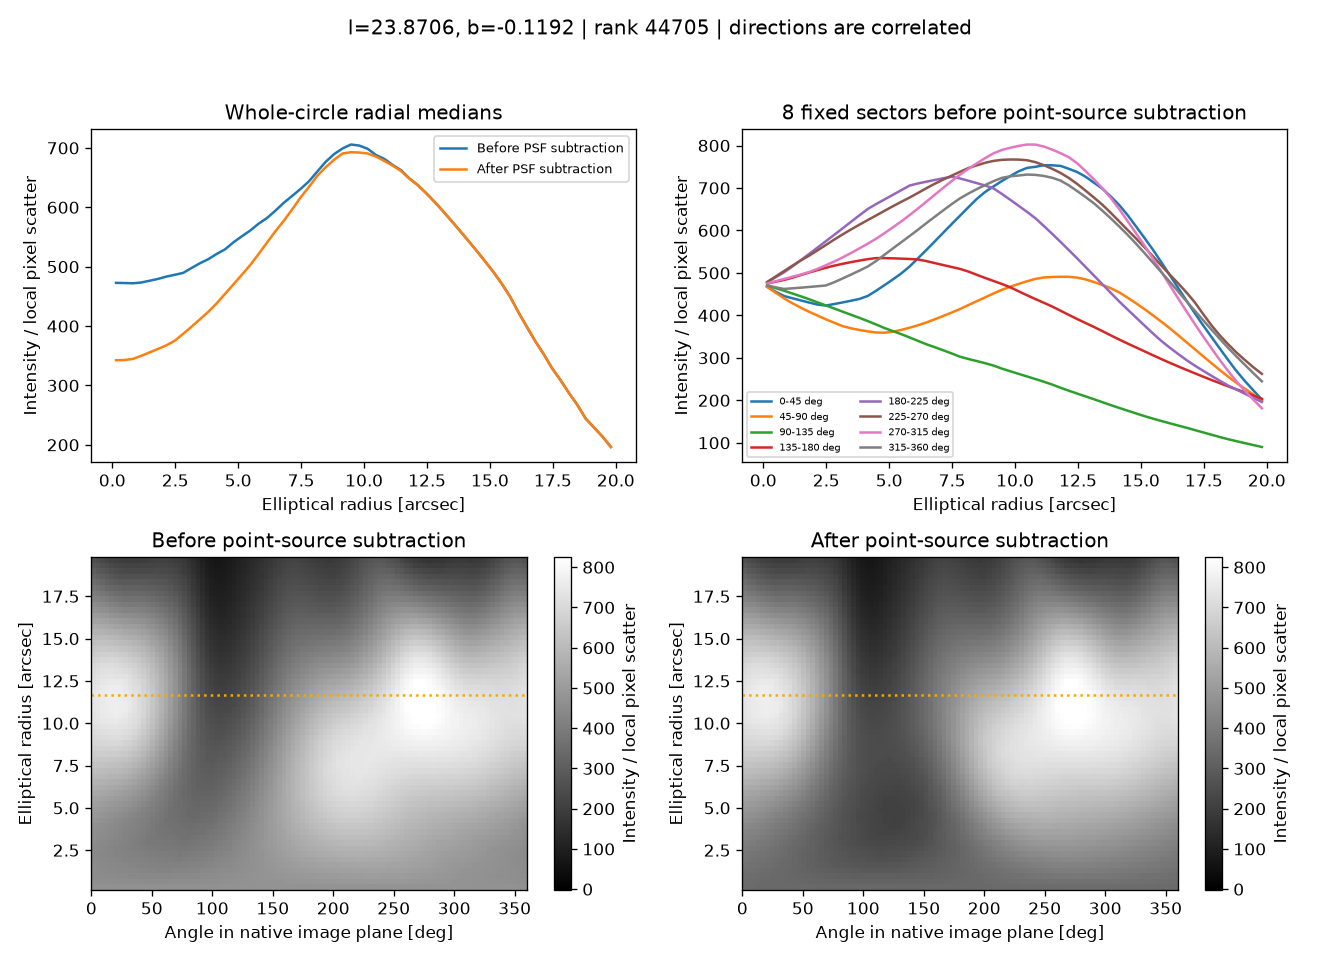 l=23.8706, b=-0.1192 | rank 44705 | directions are correlated
Whole-circle radial medians
Intensity / local pixel scatter
700
600
500
400
300
200
Before PSF subtraction
After PSF subtraction
0.0 2.5 5.0 7.5 10.0 12.5 15.0 17.5 20.0
Elliptical radius [arcsec]
8 fixed sectors before point-source subtraction
Intensity / local pixel scatter
800
700
600
500
400
300
200
100
0-45 deg
45-90 deg
90-135 deg
135-180 deg
180-225 deg
225-270 deg
270-315 deg
315-360 deg
0.0 2.5 5.0 7.5 10.0 12.5 15.0 17.5 20.0
Elliptical radius [arcsec]
Before point-source subtraction
Elliptical radius [arcsec]
17.5
15.0
12.5
10.0
7.5
5.0
2.5
0 50 100 150 200 250 300 350
Angle in native image plane [deg]
800
700
600
500
400
300
200
100
0
Intensity / local pixel scatter
After point-source subtraction
Elliptical radius [arcsec]
17.5
15.0
12.5
10.0
7.5
5.0
2.5
0 50 100 150 200 250 300 350
Angle in native image plane [deg]
800
700
600
500
400
300
200
100
0
Intensity / local pixel scatter